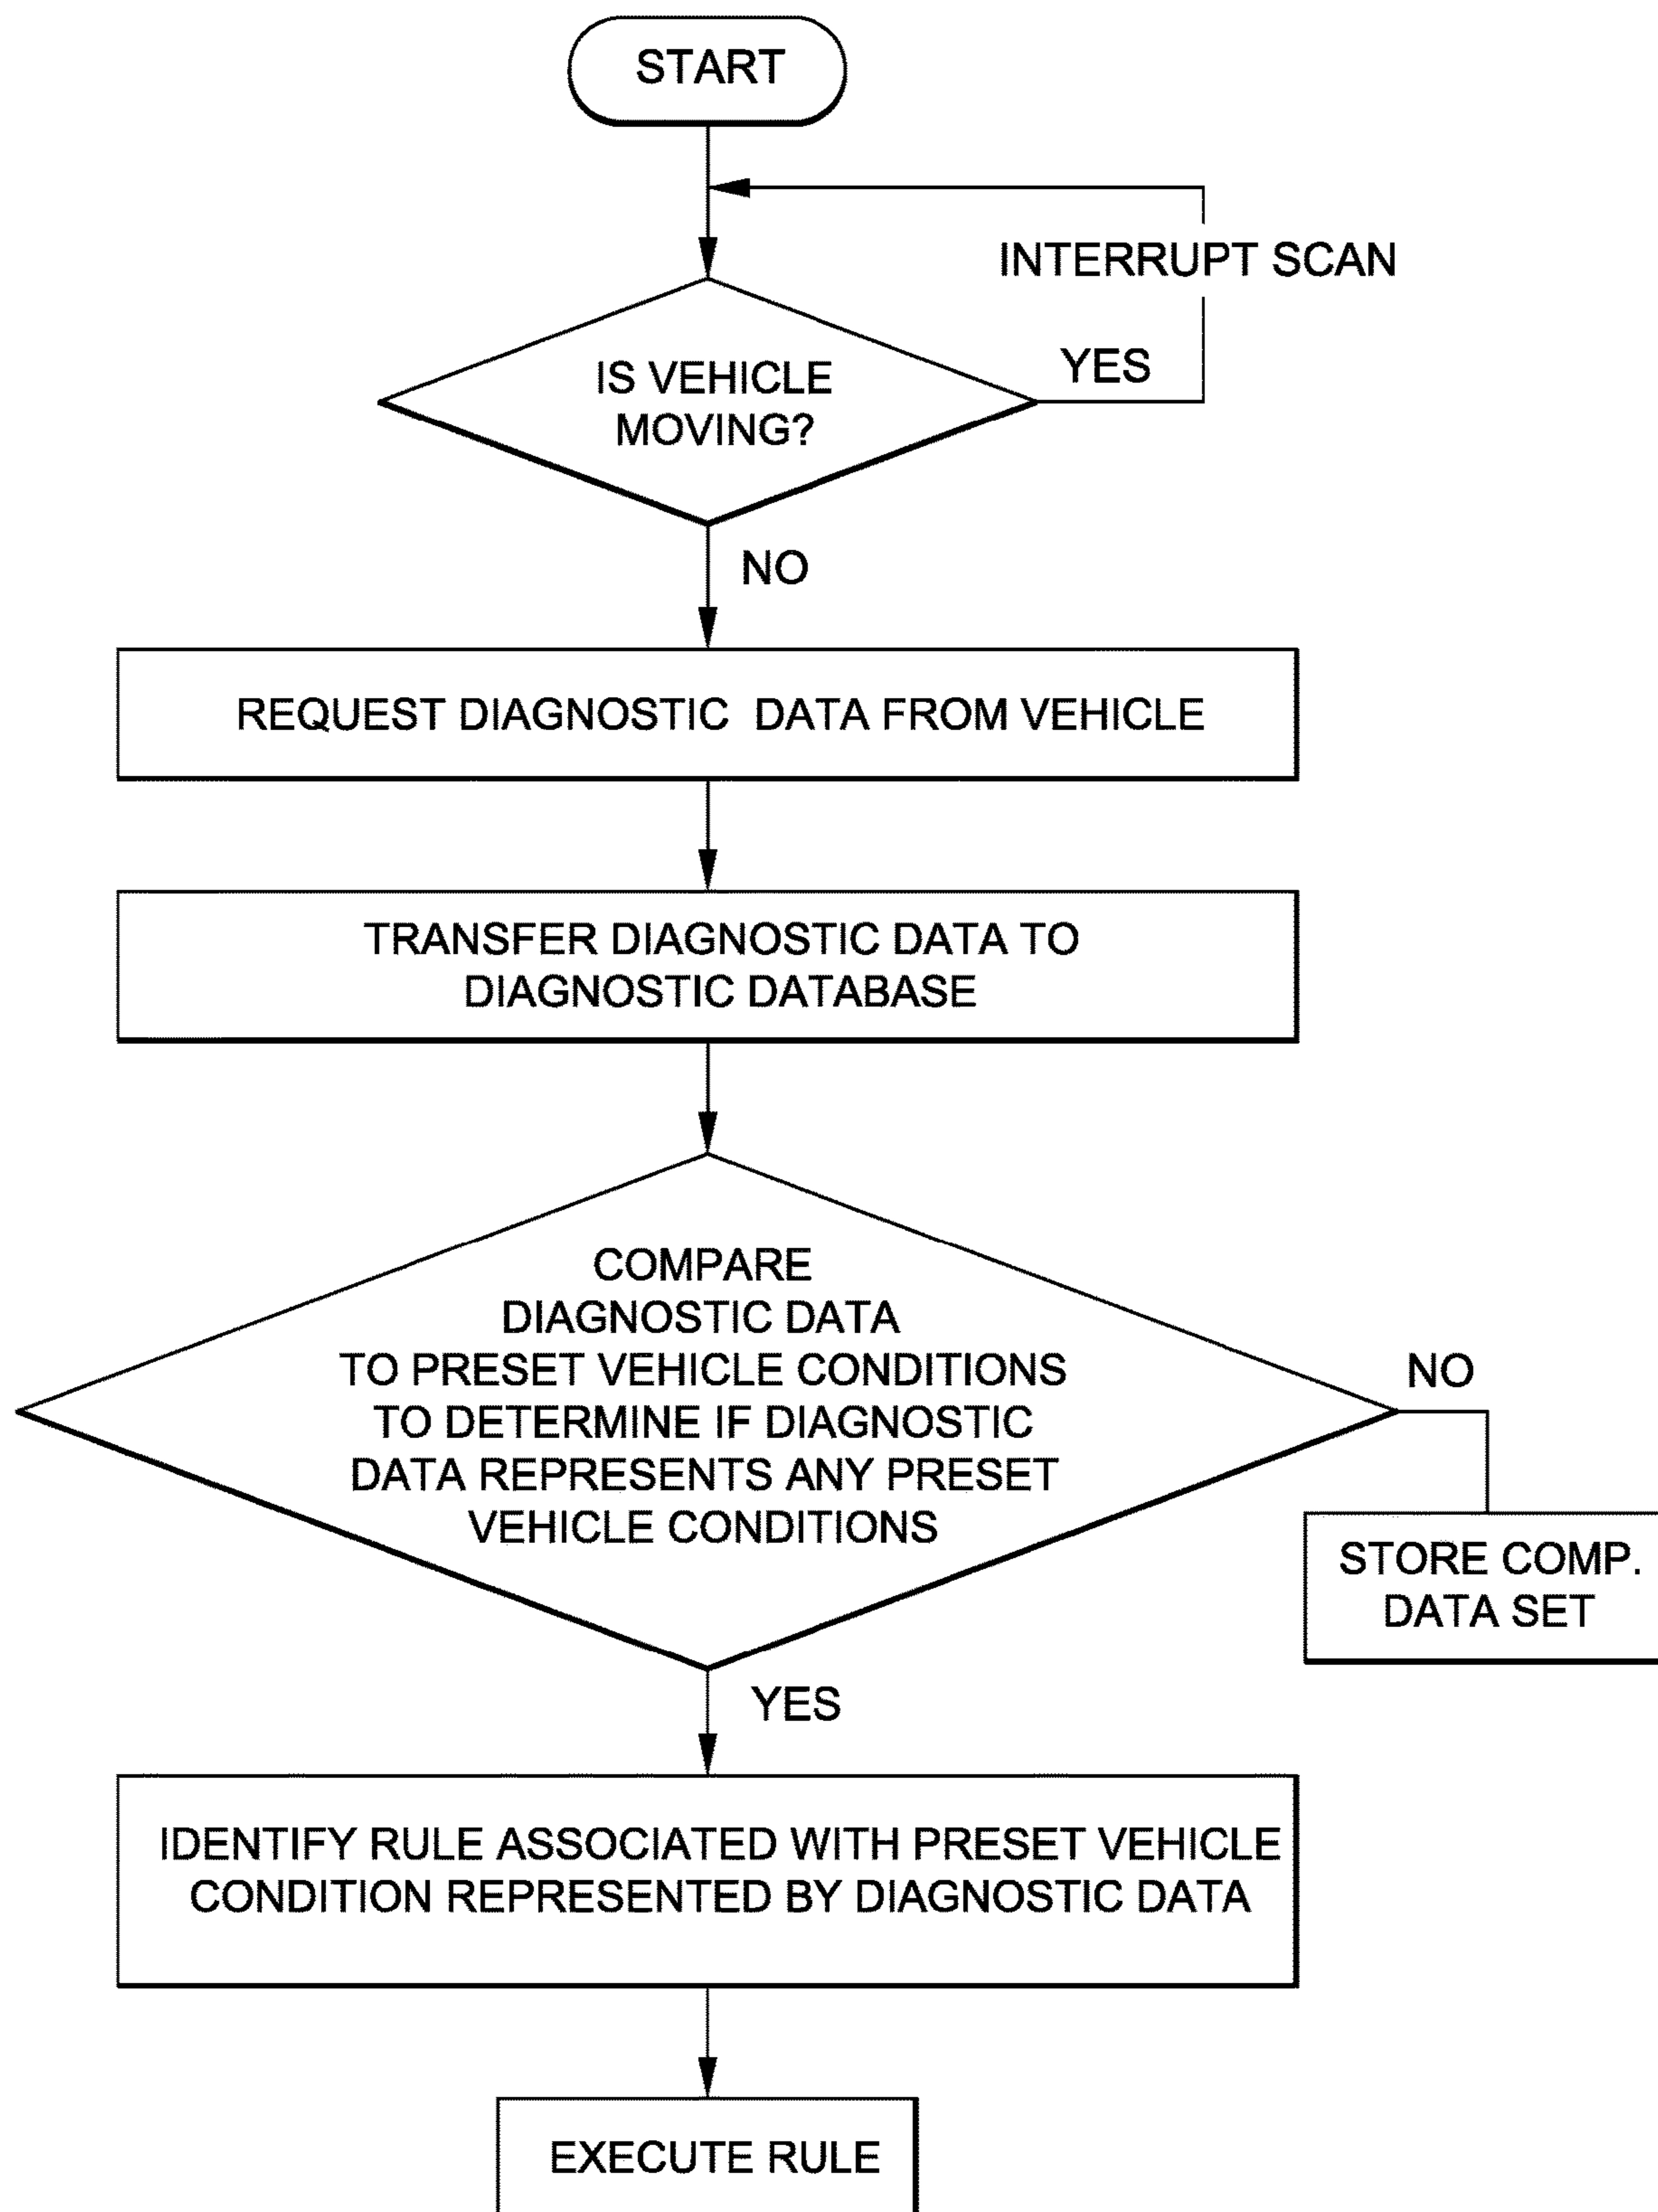 START
INTERRUPT SCAN
IS VEHICLE
MOVING?
YES
NO
REQUEST DIAGNOSTIC DATA FROM VEHICLE
TRANSFER DIAGNOSTIC DATA TO
DIAGNOSTIC DATABASE
COMPARE
DIAGNOSTIC DATA
TO PRESET VEHICLE CONDITIONS
TO DETERMINE IF DIAGNOSTIC
DATA REPRESENTS ANY PRESET
VEHICLE CONDITIONS
NO
STORE COMP.
DATA SET
YES
IDENTIFY RULE ASSOCIATED WITH PRESET VEHICLE
CONDITION REPRESENTED BY DIAGNOSTIC DATA
EXECUTE RULE